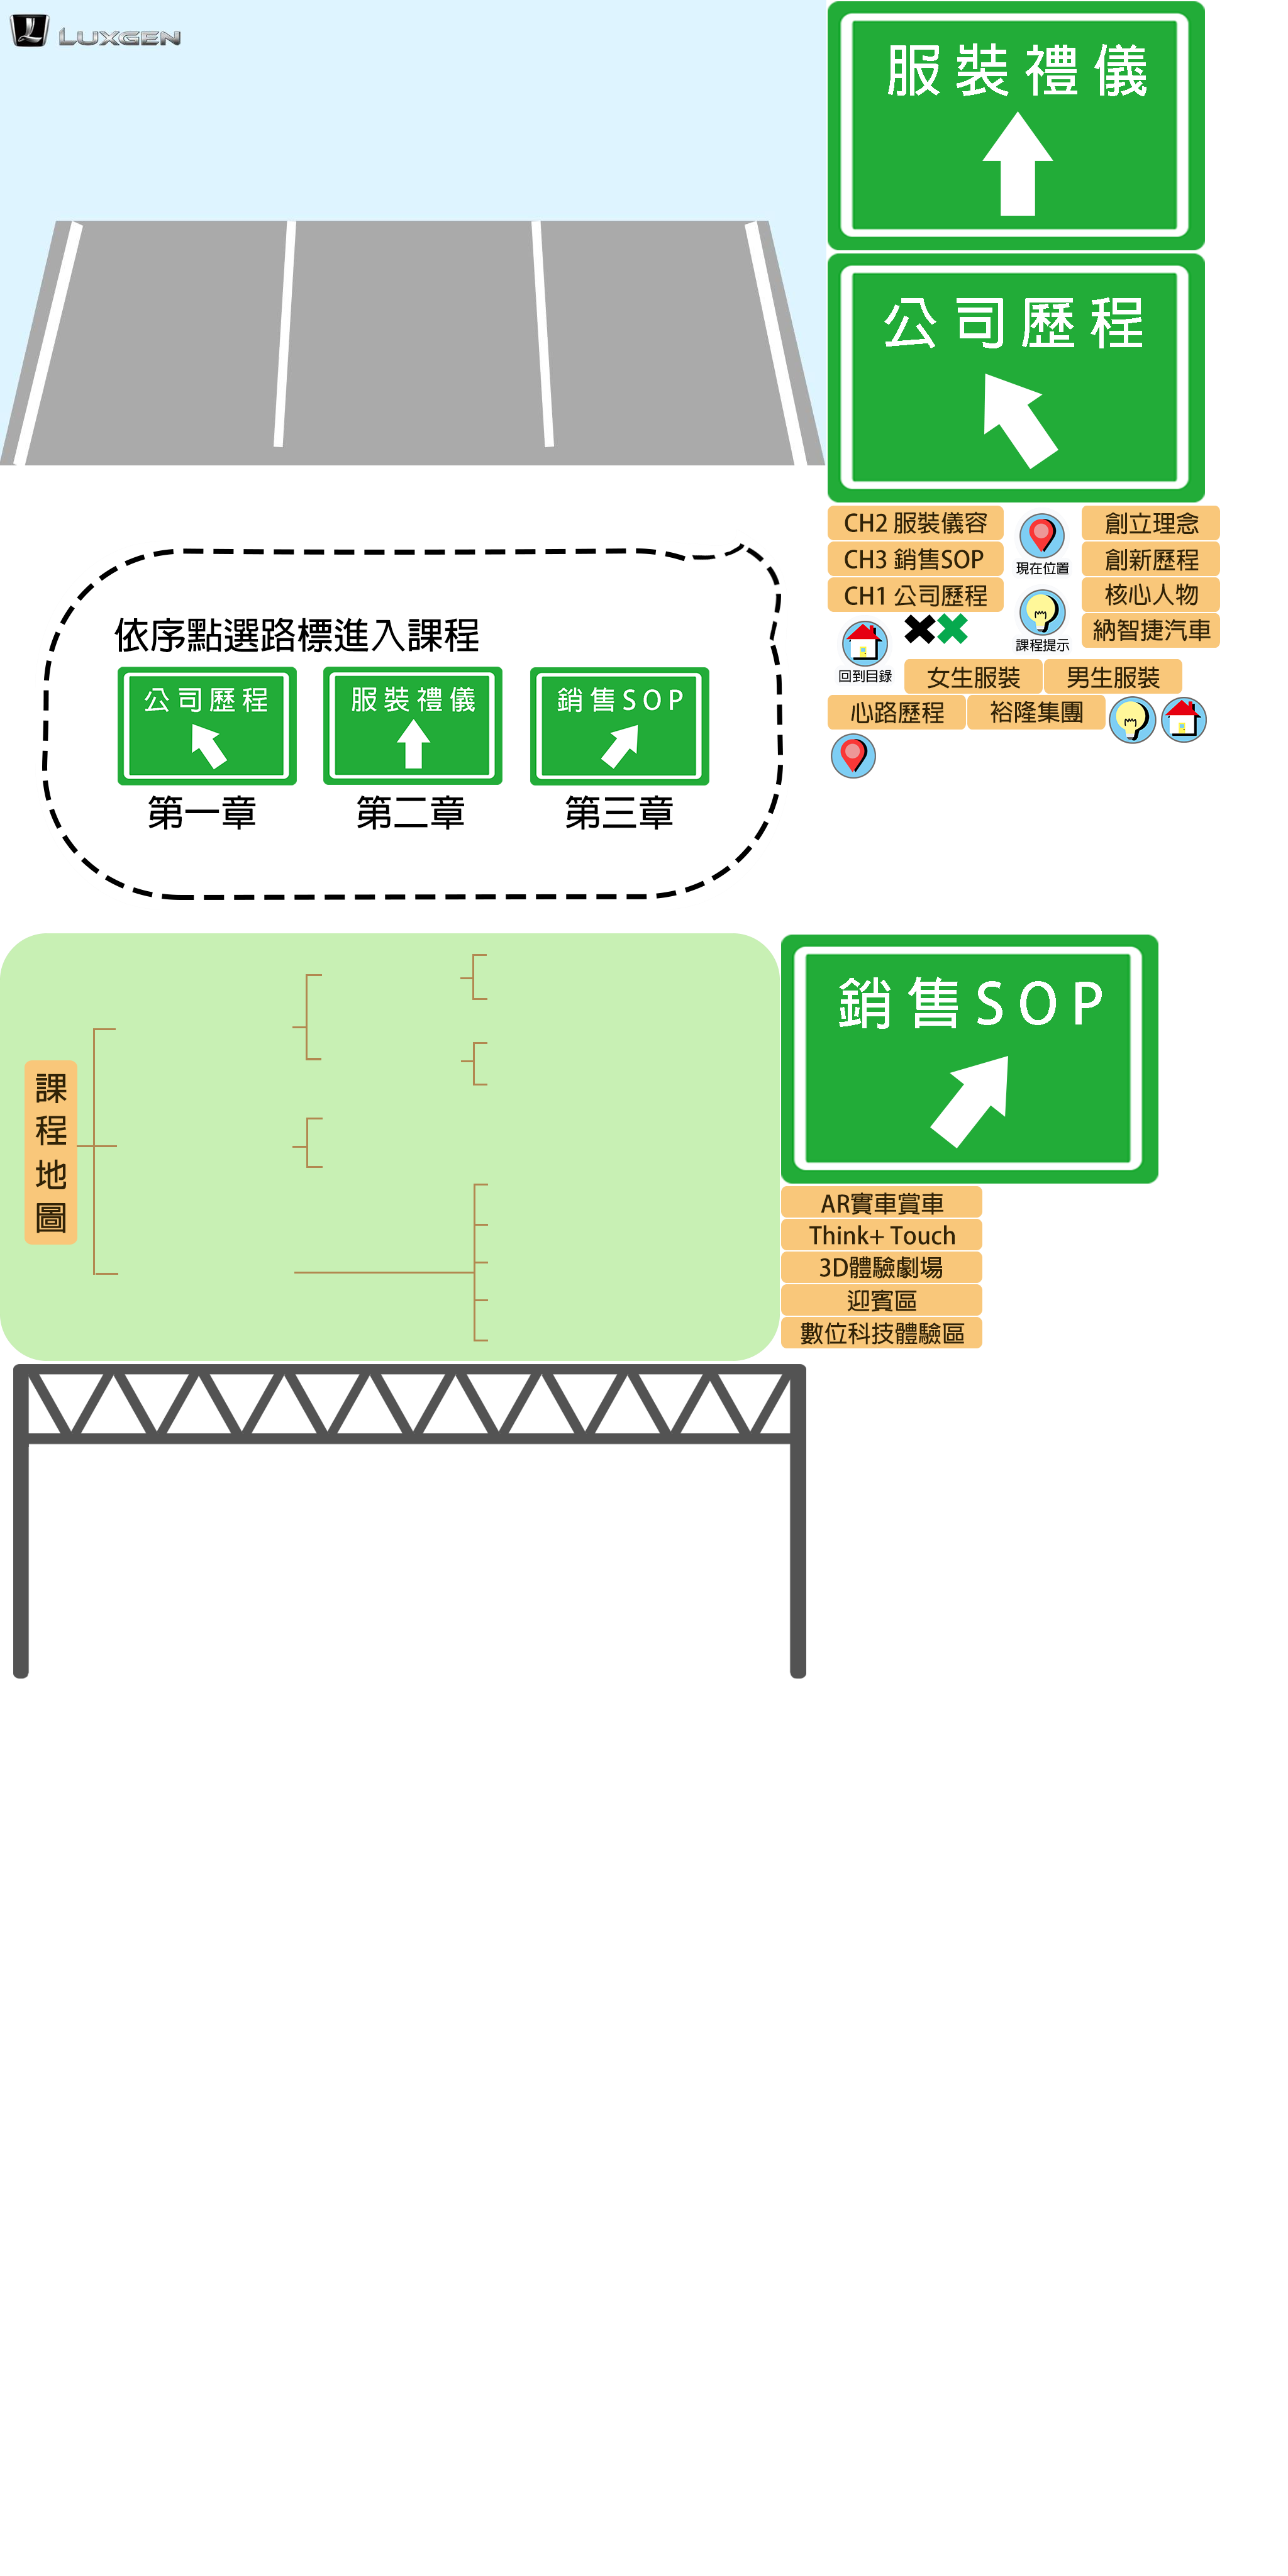 LUXGEN
服裝禮儀
公司歷程
CH2 服裝儀容
CH3 銷售SOP
CH1 公司歷程
現在位置
課程提示
回到目錄
創立理念
創新歷程
核心人物
納智捷汽車
女生服裝
男生服裝
心路歷程
裕隆集團
依序點選路標進入課程
公司歷程
服裝禮儀
銷售SOP
第一章
第二章
第三章
課程地圖
銷售SOP
AR實車賞車
Think+ Touch
3D體驗劇場
迎賓區
數位科技體驗區